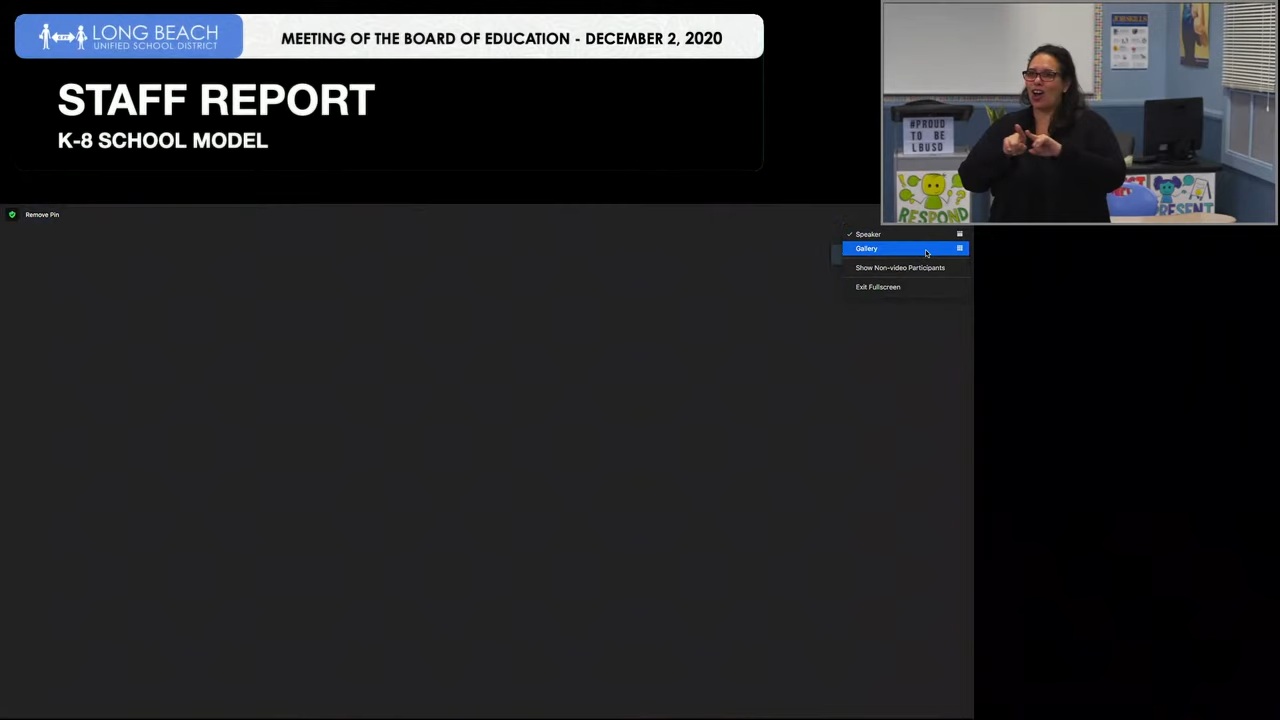 LONG BEACH
UNIFIED SCHOOL DISTRICT
MEETING OF THE BOARD OF EDUCATION - DECEMBER 2, 2020
STAFF REPORT
K-8 SCHOOL MODEL
#PROUD
TO BE
LBUSD
RESPOND
PRESENT
Remove Pin
Speaker
Gallery
Show Non-video Participants
Exit Fullscreen